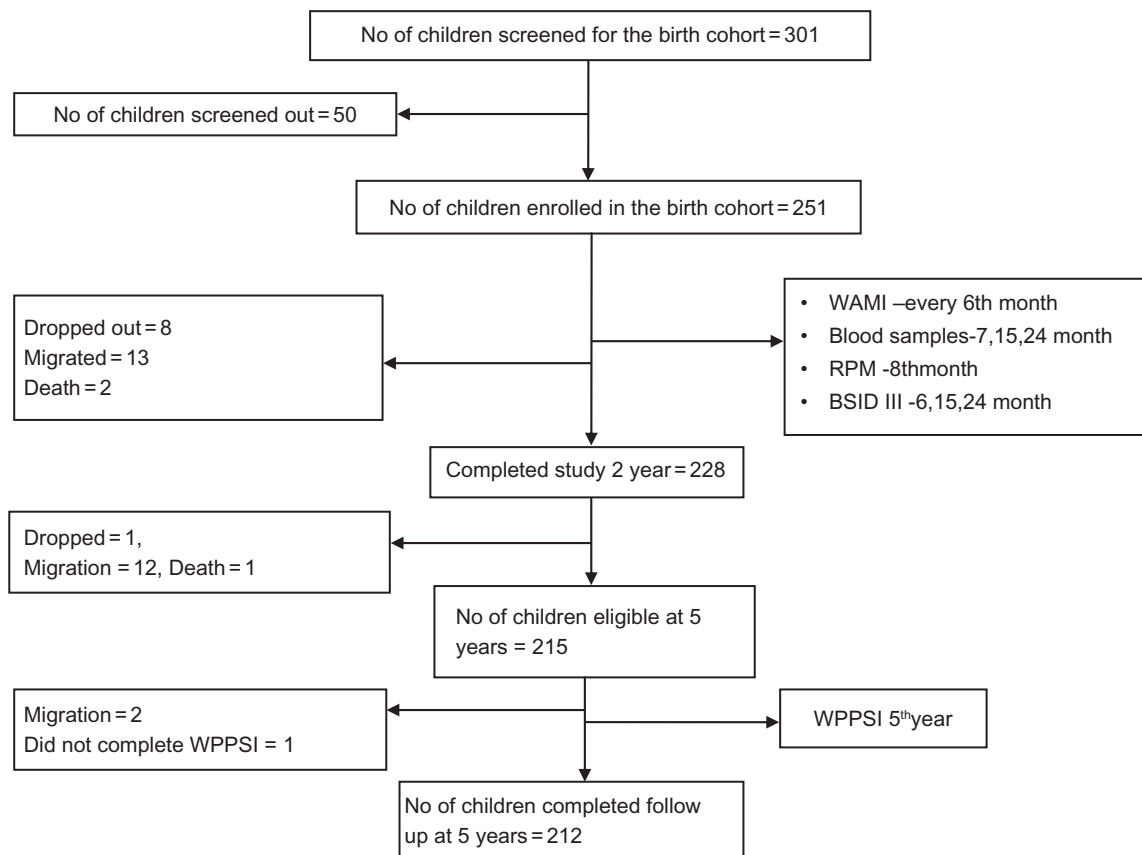 No of children screened for the birth cohort = 301
No of children screened out = 50
No of children enrolled in the birth cohort = 251
Dropped out = 8
Migrated = 13
Death = 2
• WAMI –every 6th month
• Blood samples-7,15,24 month
• RPM -8thmonth
• BSID III -6,15,24 month
Completed study 2 year = 228
Dropped = 1,
Migration = 12, Death = 1
No of children eligible at 5
years = 215
Migration = 2
Did not complete WPPSI = 1
WPPSI 5thyear
No of children completed follow
up at 5 years = 212